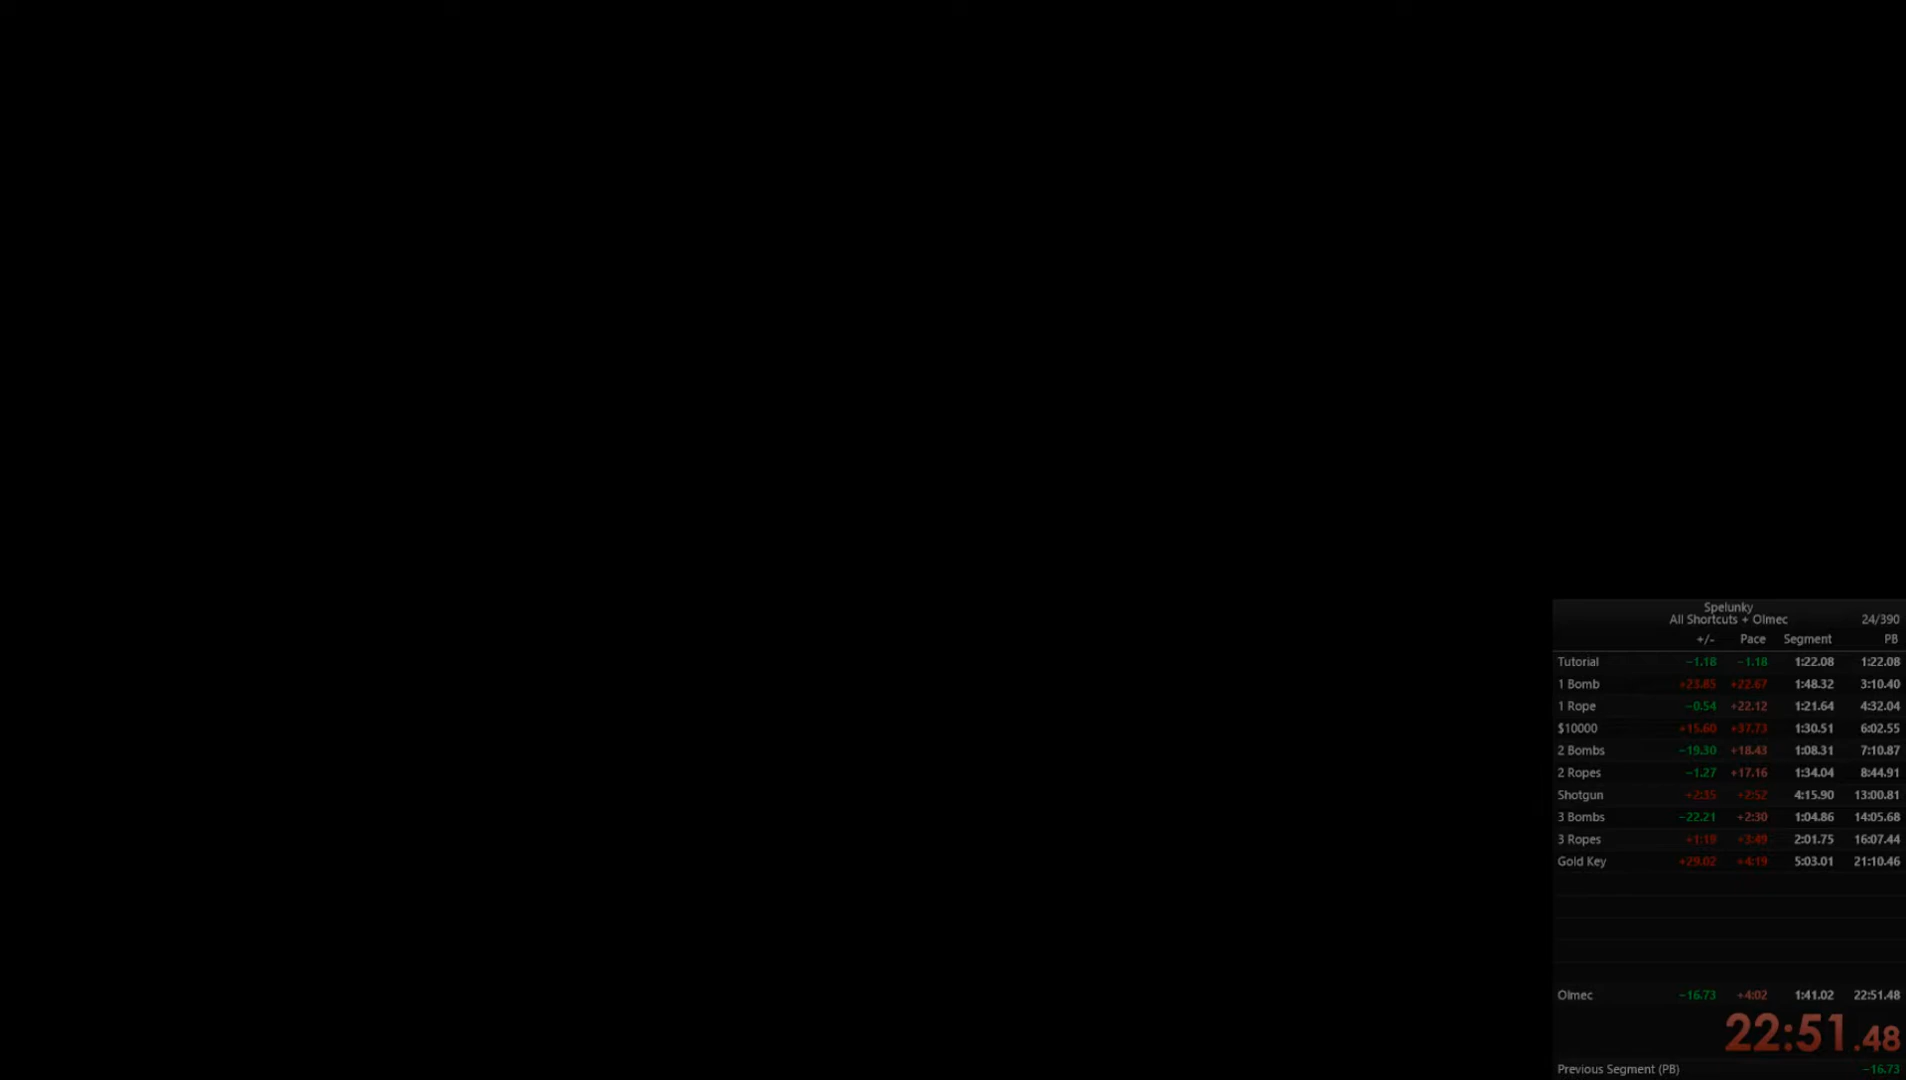 Spelunky
All Shortcuts + Olmec 24/390
+/- Pace Segment PB
Tutorial −1.18 −1.18 1:22.08 1:22.08
1 Bomb +23.85 +22.67 1:48.32 3:10.40
1 Rope −0.54 +22.12 1:21.64 4:32.04
$10000 +15.60 +37.73 1:30.51 6:02.55
2 Bombs −19.30 +18.43 1:08.31 7:10.87
2 Ropes −1.27 +17.16 1:34.04 8:44.91
Shotgun +2:35 +2:52 4:15.90 13:00.81
3 Bombs −22.21 +2:30 1:04.86 14:05.68
3 Ropes +1:18 +3:49 2:01.75 16:07.44
Gold Key +29.02 +4:19 5:03.01 21:10.46
Olmec −16.73 +4:02 1:41.02 22:51.48
22:51.48
Previous Segment (PB) −16.73